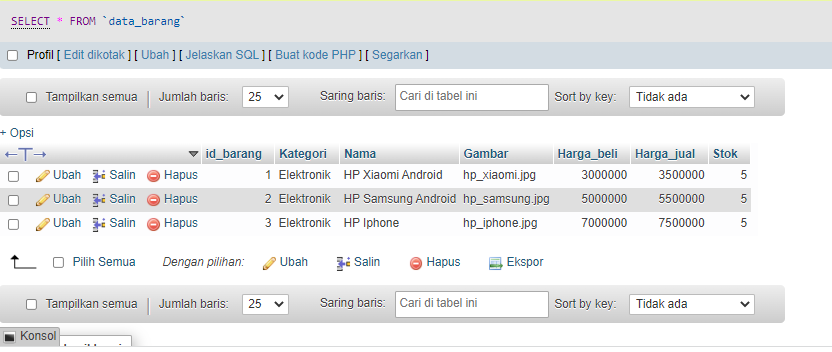 SELECT * FROM `data_barang`
Profil [ Edit dikotak ] [ Ubah ] [ Jelaskan SQL ] [ Buat kode PHP ] [ Segarkan ]
Tampilkan semua | Jumlah baris: 25 Saring baris: Cari di tabel ini Sort by key: Tidak ada
+ Opsi
←T→ id_barang Kategori Nama Gambar Harga_beli Harga_jual Stok
Ubah Salin Hapus 1 Elektronik HP Xiaomi Android hp_xiaomi.jpg 3000000 3500000 5
Ubah Salin Hapus 2 Elektronik HP Samsung Android hp_samsung.jpg 5000000 5500000 5
Ubah Salin Hapus 3 Elektronik HP Iphone hp_iphone.jpg 7000000 7500000 5
Pilih Semua Dengan pilihan: Ubah Salin Hapus Ekspor
Tampilkan semua | Jumlah baris: 25 Saring baris: Cari di tabel ini Sort by key: Tidak ada
Konsol